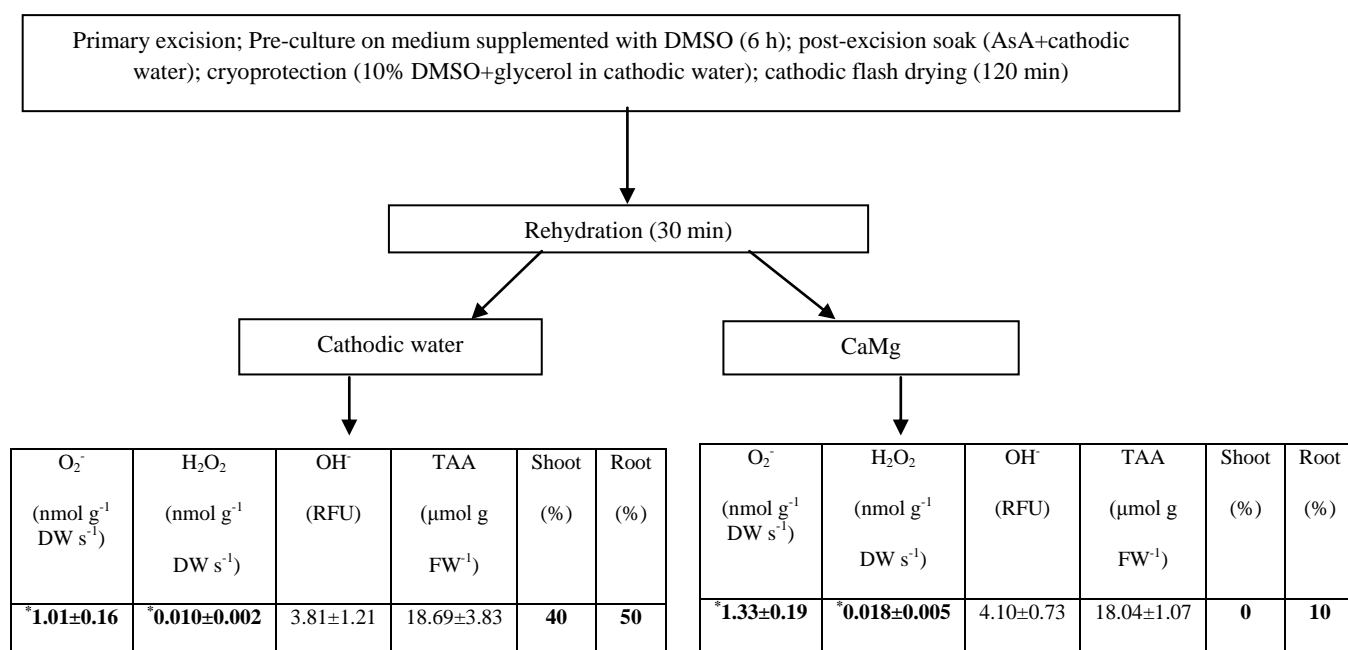 Primary excision; Pre-culture on medium supplemented with DMSO (6 h); post-excision soak (AsA+cathodic
water); cryoprotection (10% DMSO+glycerol in cathodic water); cathodic flash drying (120 min)
Rehydration (30 min)
Cathodic water
CaMg
O₂⁻ (nmol g⁻¹ DW s⁻¹)
H₂O₂ (nmol g⁻¹ DW s⁻¹)
OH⁻ (RFU)
TAA (µmol g FW⁻¹)
Shoot (%)
Root (%)
*1.01±0.16 *0.010±0.002 3.81±1.21 18.69±3.83 40 50
O₂⁻ (nmol g⁻¹ DW s⁻¹)
H₂O₂ (nmol g⁻¹ DW s⁻¹)
OH⁻ (RFU)
TAA (µmol g FW⁻¹)
Shoot (%)
Root (%)
*1.33±0.19 *0.018±0.005 4.10±0.73 18.04±1.07 0 10